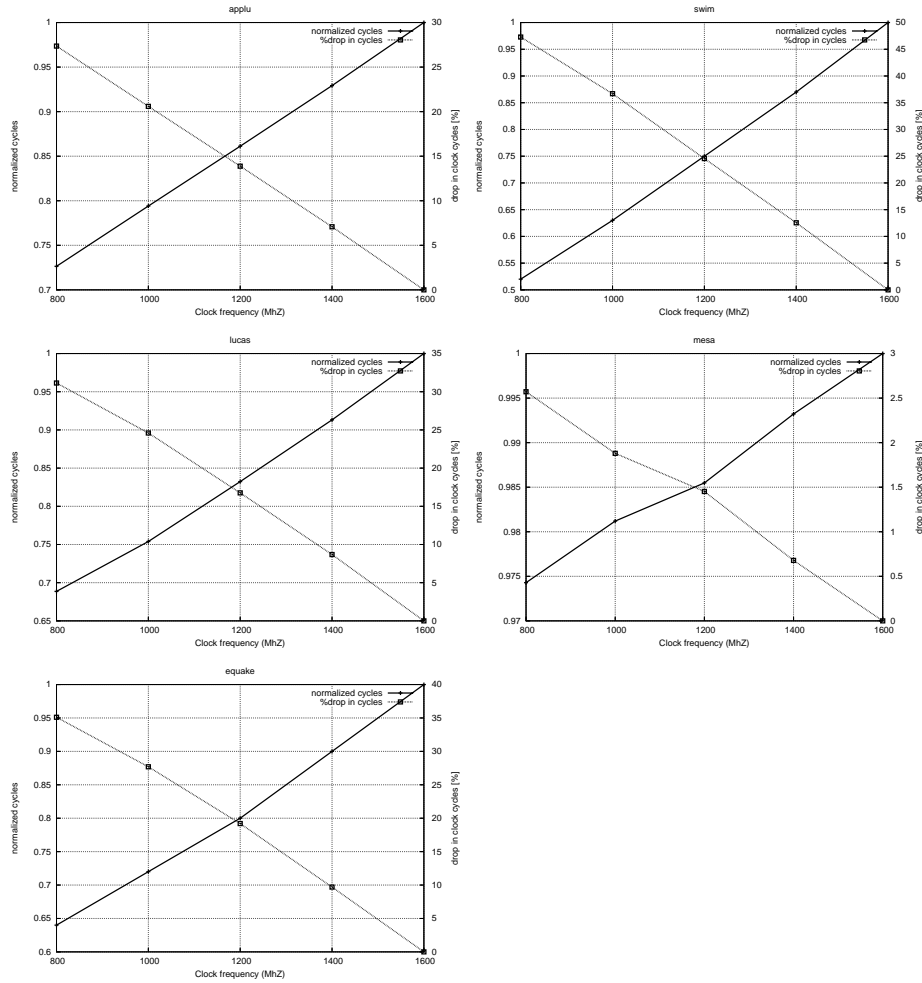 applu
normalized cycles
%drop in cycles
1
0.95
0.9
0.85
0.8
0.75
0.7
normalized cycles
30
25
20
15
10
5
0
drop in clock cycles [%]
800 1000 1200 1400 1600
Clock frequency (MhZ)
swim
normalized cycles
%drop in cycles
1
0.95
0.9
0.85
0.8
0.75
0.7
0.65
0.6
0.55
0.5
normalized cycles
50
40
30
20
10
0
drop in clock cycles [%]
800 1000 1200 1400 1600
Clock frequency (MhZ)
lucas
normalized cycles
%drop in cycles
1
0.95
0.9
0.85
0.8
0.75
0.7
0.65
normalized cycles
35
30
25
20
15
10
5
0
drop in clock cycles [%]
800 1000 1200 1400 1600
Clock frequency (MhZ)
mesa
normalized cycles
%drop in cycles
1
0.995
0.99
0.985
0.98
0.975
0.97
normalized cycles
3
2.5
2
1.5
1
0.5
0
drop in clock cycles [%]
800 1000 1200 1400 1600
Clock frequency (MhZ)
equake
normalized cycles
%drop in cycles
1
0.95
0.9
0.85
0.8
0.75
0.7
0.65
0.6
normalized cycles
40
35
30
25
20
15
10
5
0
drop in clock cycles [%]
800 1000 1200 1400 1600
Clock frequency (MhZ)